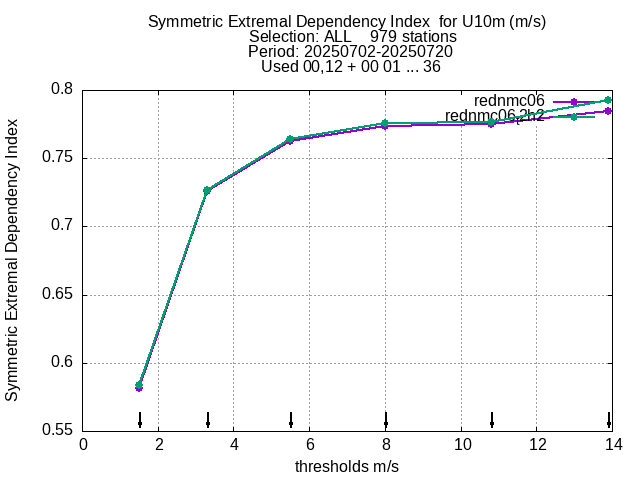 Symmetric Extremal Dependency Index  for U10m (m/s)
Selection: ALL    979 stations
Period: 20250702-20250720
Used 00,12 + 00 01 ... 36
Symmetric Extremal Dependency Index
0.8
0.75
0.7
0.65
0.6
0.55
rednmc06
rednmc06,2h2
0 2 4 6 8 10 12 14
thresholds m/s